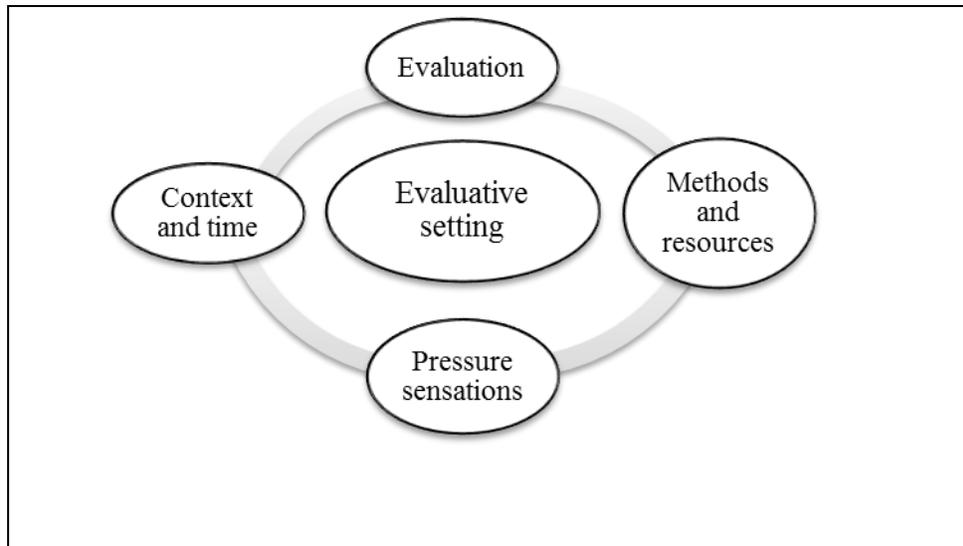 Evaluation
Context
and time
Evaluative
setting
Methods
and
resources
Pressure
sensations